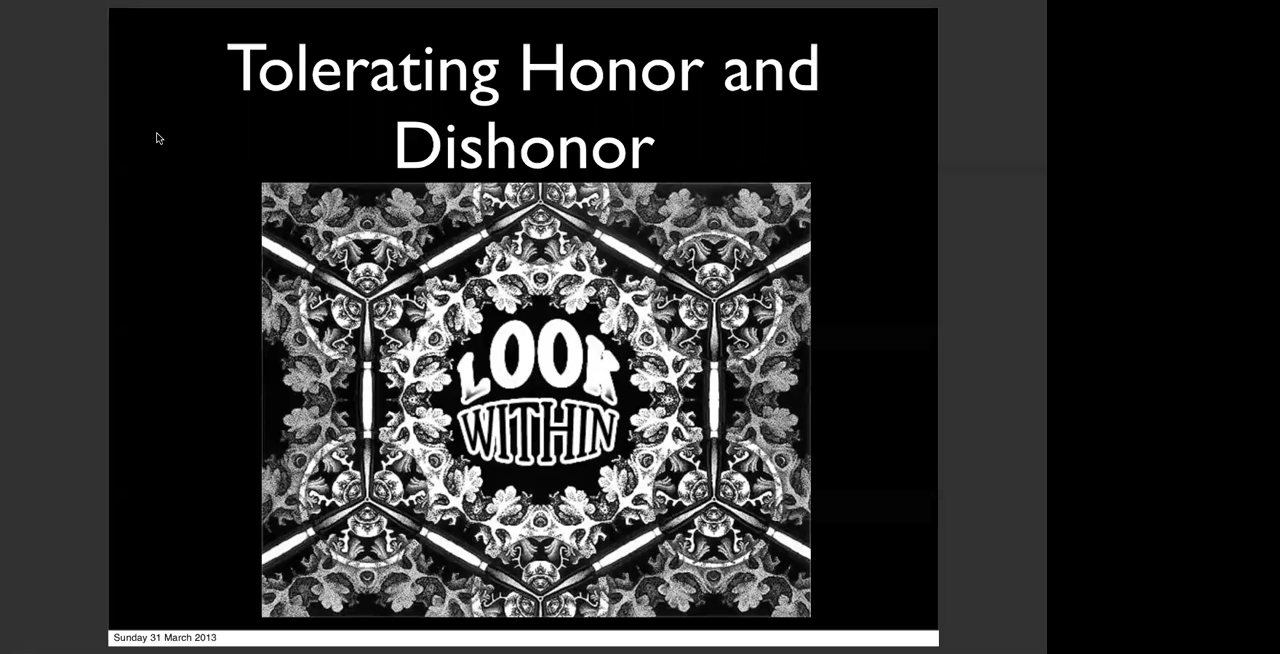 Tolerating Honor and
Dishonor
LOOK
WITHIN
Sunday 31 March 2013